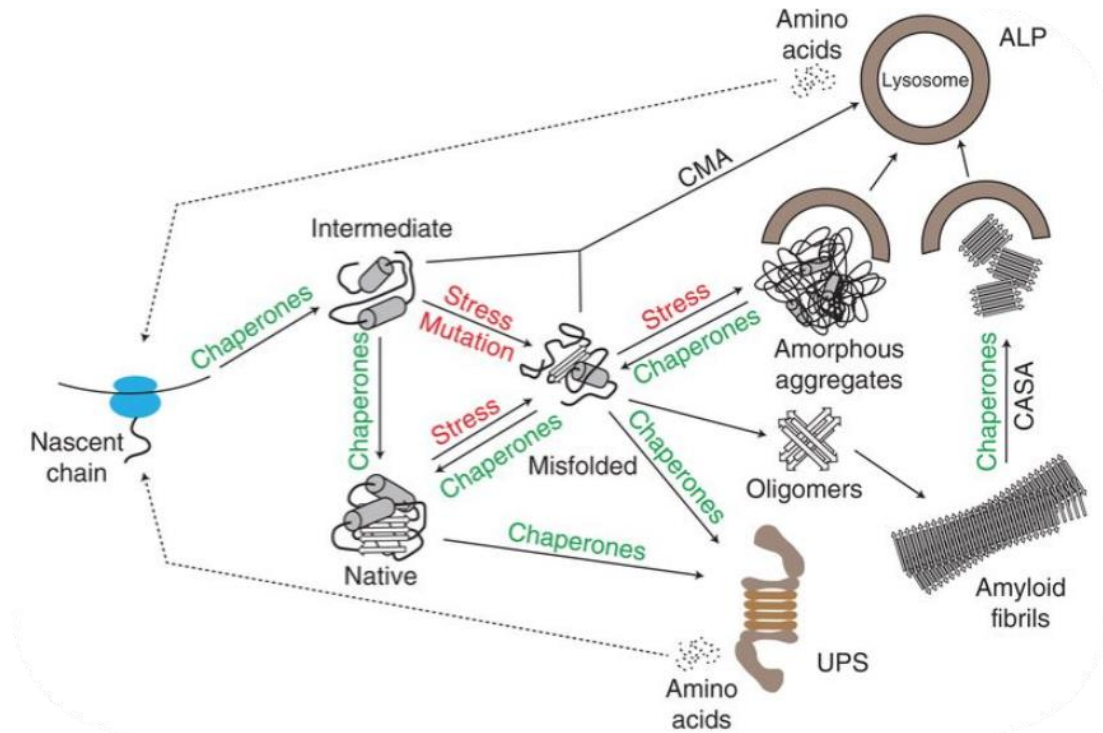 Amino
acids
ALP
Lysosome
CMA
Intermediate
Chaperones
Stress
Mutation
Stress
Chaperones
Amorphous
aggregates
Chaperones
CASA
Nascent
chain
Chaperones
Stress
Chaperones
Misfolded
Chaperones
Oligomers
Native
Chaperones
Amyloid
fibrils
UPS
Amino
acids